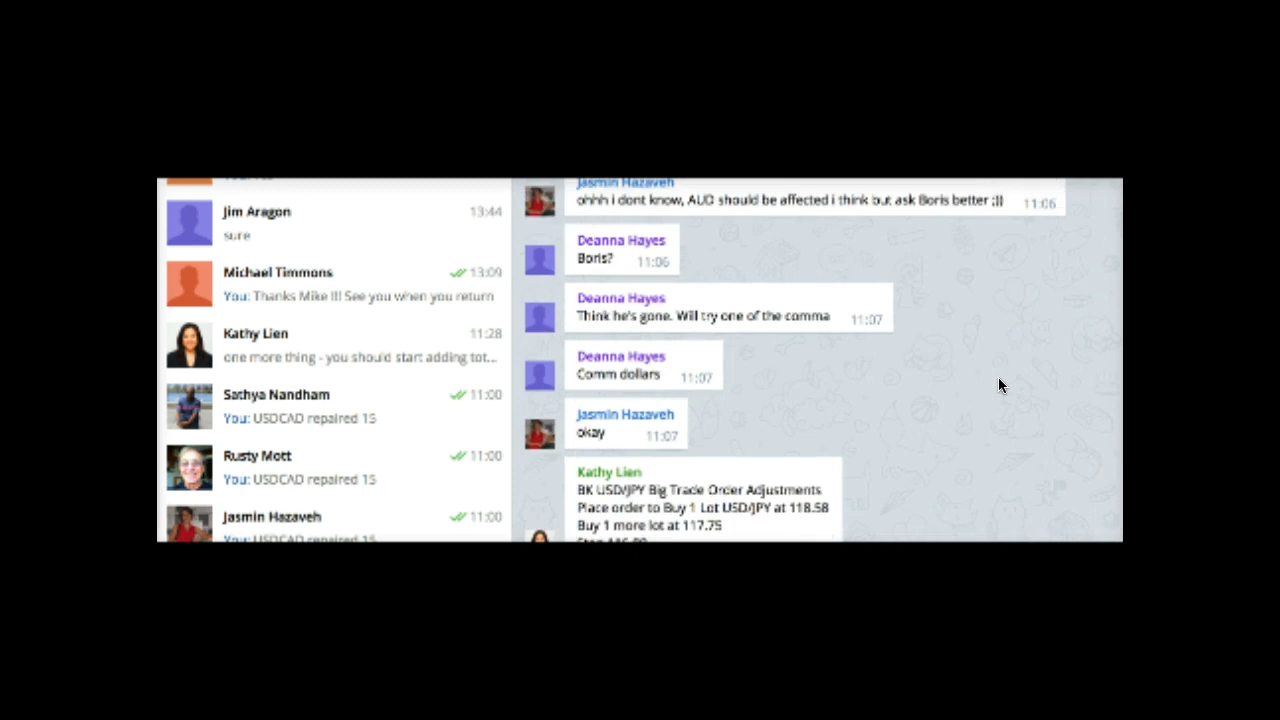 Jim Aragon 13:44
sure
Michael Timmons 13:09
You: Thanks Mike !!! See you when you return
Kathy Lien 11:28
one more thing - you should start adding tot...
Sathya Nandham 11:00
You: USDCAD repaired 15
Rusty Mott 11:00
You: USDCAD repaired 15
Jasmin Hazaveh 11:00
You: USDCAD repaired 15
Jasmin Hazaveh
ohhh i dont know, AUD should be affected i think but ask Boris better ;)) 11:06
Deanna Hayes
Boris? 11:06
Deanna Hayes
Think he's gone. Will try one of the comma 11:07
Deanna Hayes
Comm dollars 11:07
Jasmin Hazaveh
okay 11:07
Kathy Lien
BK USD/JPY Big Trade Order Adjustments
Place order to Buy 1 Lot USD/JPY at 118.58
Buy 1 more lot at 117.75